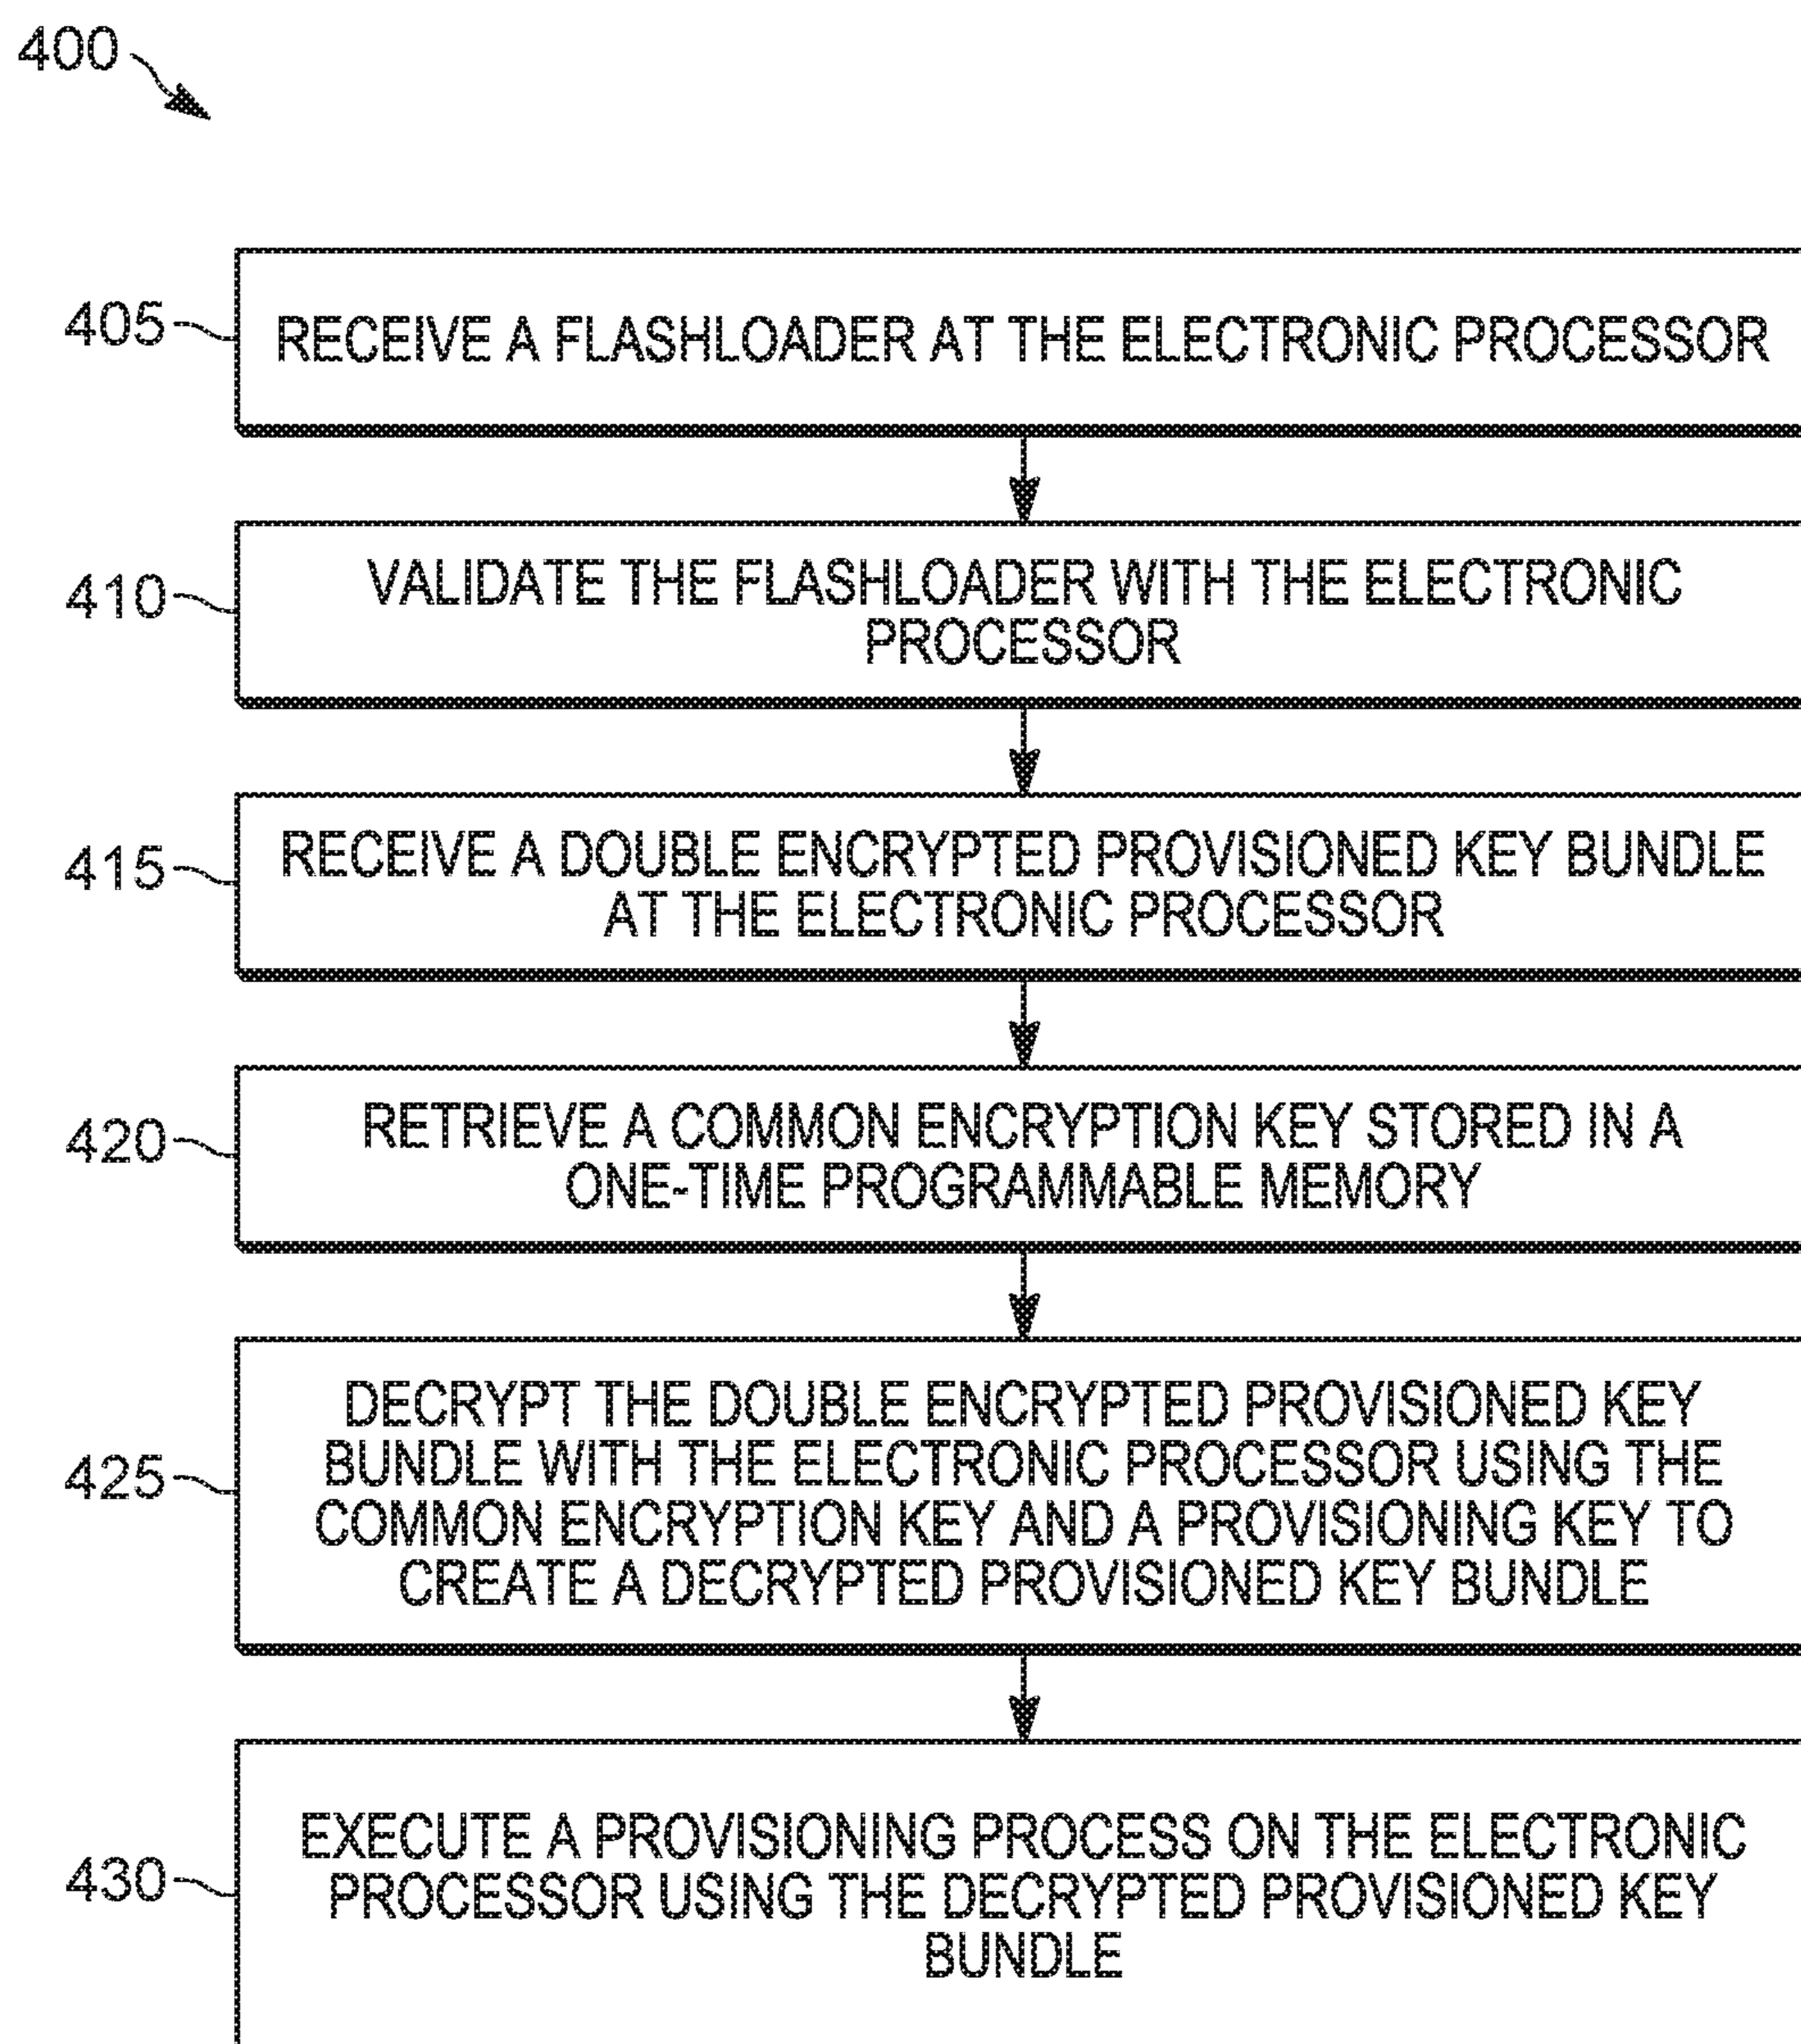 400
405
RECEIVE A FLASHLOADER AT THE ELECTRONIC PROCESSOR
410
VALIDATE THE FLASHLOADER WITH THE ELECTRONIC
PROCESSOR
415
RECEIVE A DOUBLE ENCRYPTED PROVISIONED KEY BUNDLE
AT THE ELECTRONIC PROCESSOR
420
RETRIEVE A COMMON ENCRYPTION KEY STORED IN A
ONE-TIME PROGRAMMABLE MEMORY
425
DECRYPT THE DOUBLE ENCRYPTED PROVISIONED KEY
BUNDLE WITH THE ELECTRONIC PROCESSOR USING THE
COMMON ENCRYPTION KEY AND A PROVISIONING KEY TO
CREATE A DECRYPTED PROVISIONED KEY BUNDLE
430
EXECUTE A PROVISIONING PROCESS ON THE ELECTRONIC
PROCESSOR USING THE DECRYPTED PROVISIONED KEY
BUNDLE